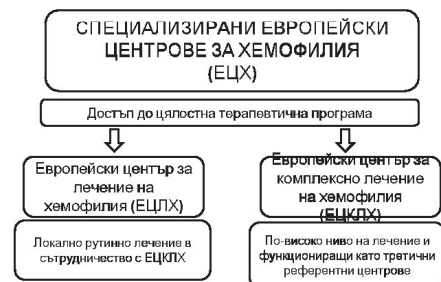 СПЕЦИАЛИЗИРАНИ ЕВРОПЕЙСКИ
ЦЕНТРОВЕ ЗА ХЕМОФИЛИЯ
(ЕЦХ)
Достъп до цялостна терапевтична програма
Европейски център за
лечение на
хемофилия (ЕЦЛХ)
Локално рутинно лечение в
сътрудничество с ЕЦКЛХ
Европейски център за
комплексно лечение
на хемофилия
(ЕЦКЛХ)
По-високо ниво на лечение и
функциониращи като третични
референтни центрове